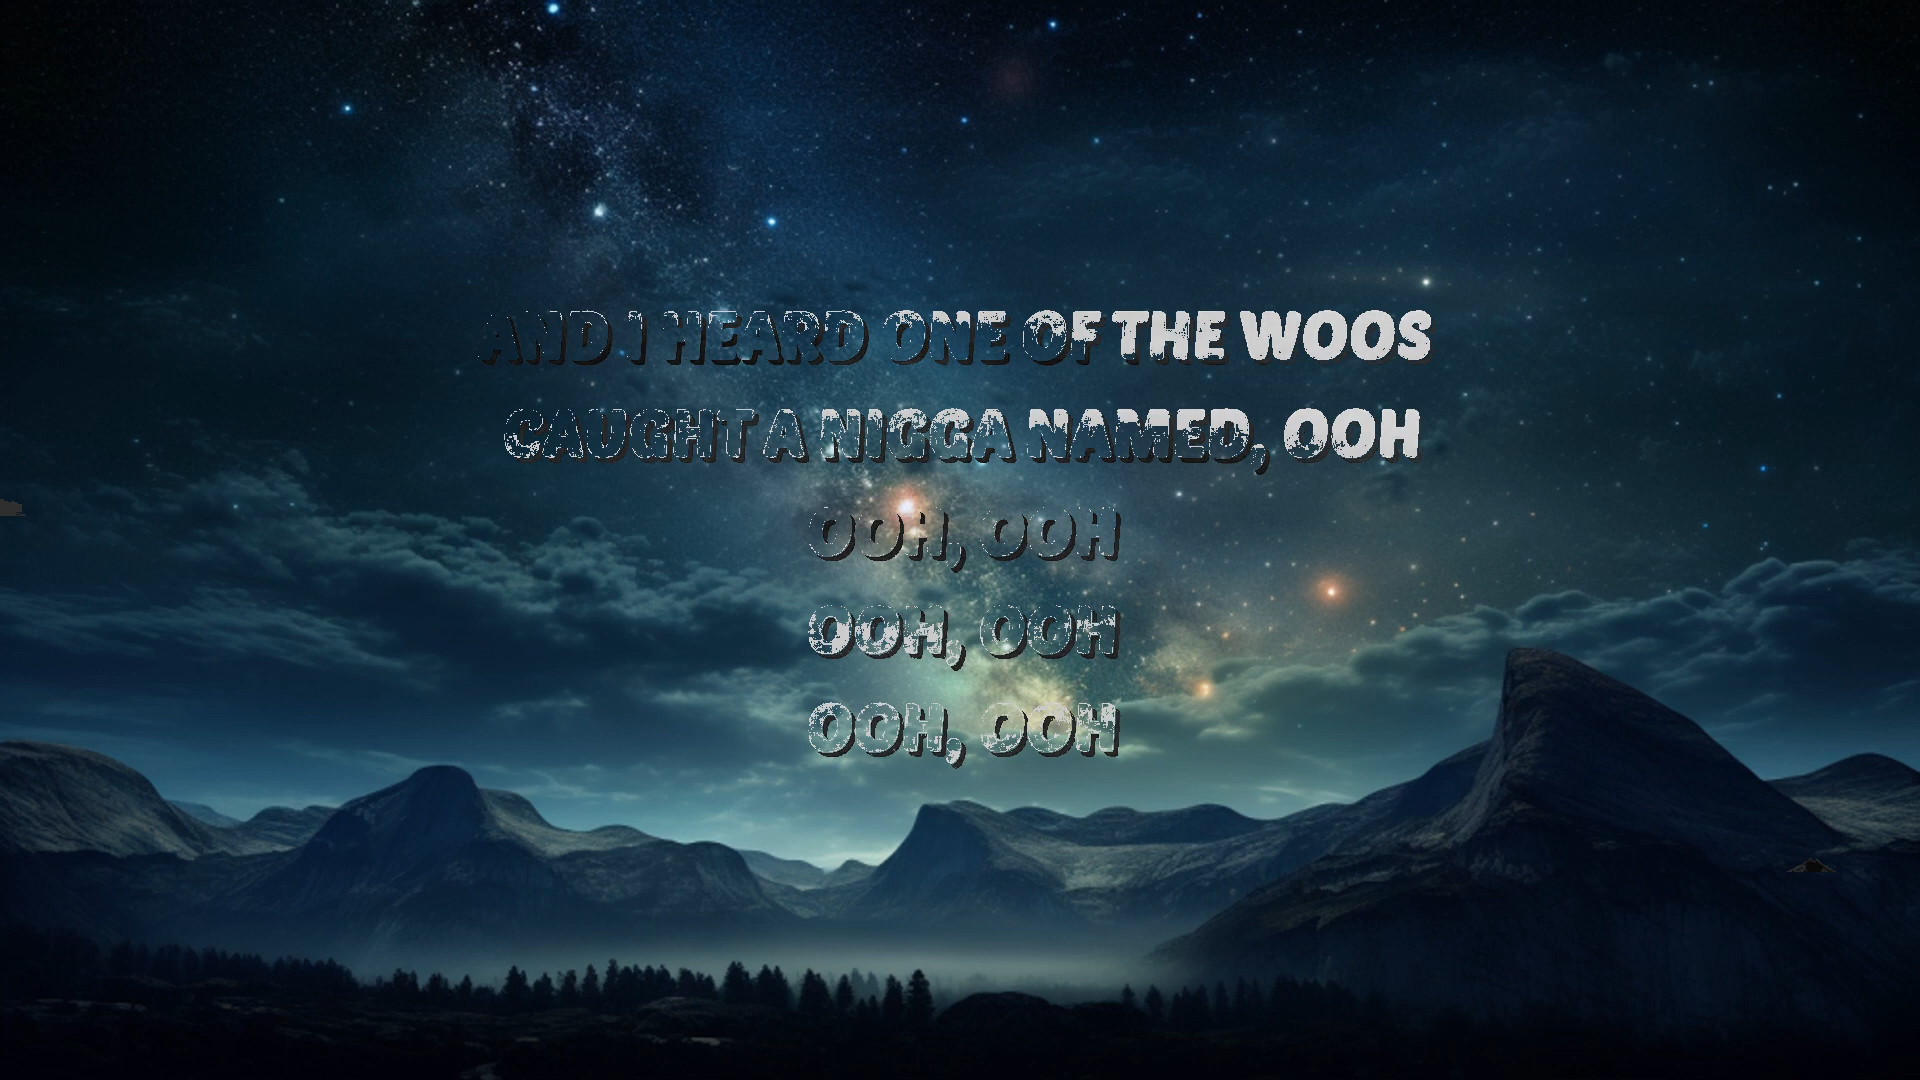 AND I HEARD ONE OF THE WOOS
CAUGHT A NIGGA NAMED, OOH
OOH, OOH
OOH, OOH
OOH, OOH